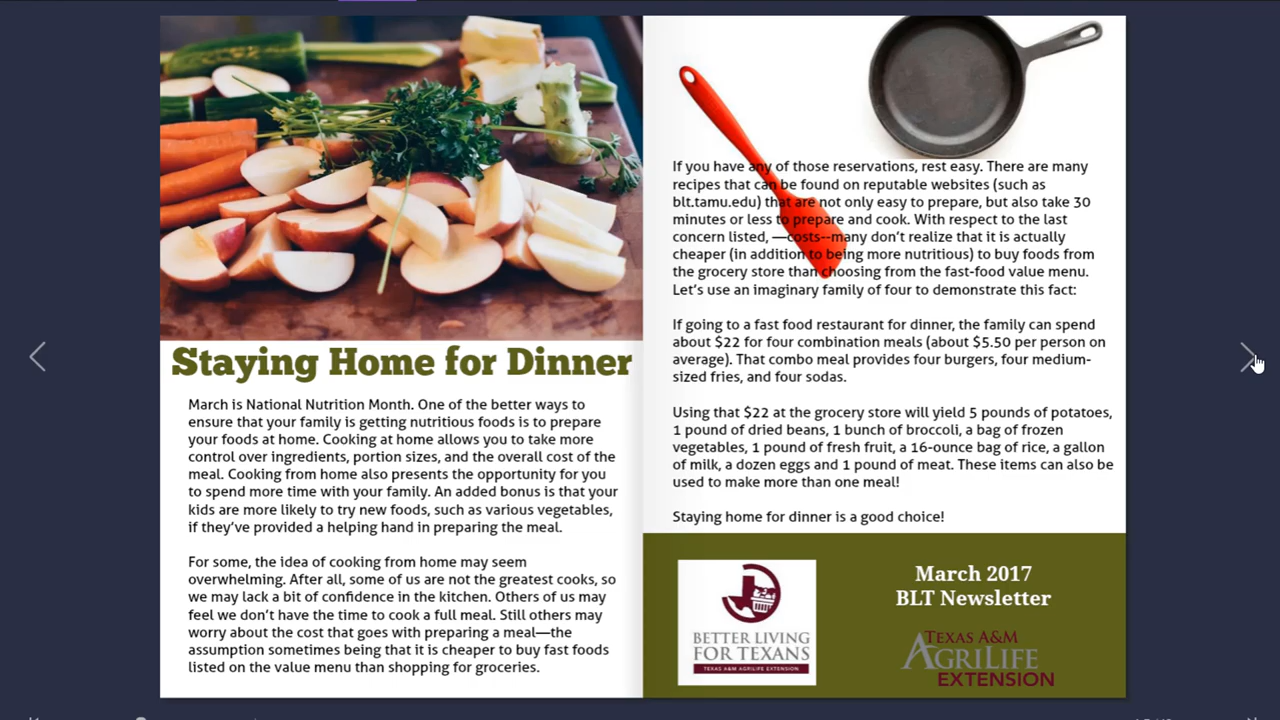 Staying Home for Dinner
March is National Nutrition Month. One of the better ways to
ensure that your family is getting nutritious foods is to prepare
your foods at home. Cooking at home allows you to take more
control over ingredients, portion sizes, and the overall cost of the
meal. Cooking from home also presents the opportunity for you
to spend more time with your family. An added bonus is that your
kids are more likely to try new foods, such as various vegetables,
if they've provided a helping hand in preparing the meal.
For some, the idea of cooking from home may seem
overwhelming. After all, some of us are not the greatest cooks, so
we may lack a bit of confidence in the kitchen. Others of us may
feel we don't have the time to cook a full meal. Still others may
worry about the cost that goes with preparing a meal—the
assumption sometimes being that it is cheaper to buy fast foods
listed on the value menu than shopping for groceries.
If you have any of those reservations, rest easy. There are many
recipes that can be found on reputable websites (such as
blt.tamu.edu) that are not only easy to prepare, but also take 30
minutes or less to prepare and cook. With respect to the last
concern listed, —costs--many don't realize that it is actually
cheaper (in addition to being more nutritious) to buy foods from
the grocery store than choosing from the fast-food value menu.
Let's use an imaginary family of four to demonstrate this fact:
If going to a fast food restaurant for dinner, the family can spend
about $22 for four combination meals (about $5.50 per person on
average). That combo meal provides four burgers, four medium-
sized fries, and four sodas.
Using that $22 at the grocery store will yield 5 pounds of potatoes,
1 pound of dried beans, 1 bunch of broccoli, a bag of frozen
vegetables, 1 pound of fresh fruit, a 16-ounce bag of rice, a gallon
of milk, a dozen eggs and 1 pound of meat. These items can also be
used to make more than one meal!
Staying home for dinner is a good choice!
BETTER LIVING
FOR TEXANS
TEXAS A&M AGRILIFE EXTENSION
March 2017
BLT Newsletter
TEXAS A&M
AGRILIFE
EXTENSION